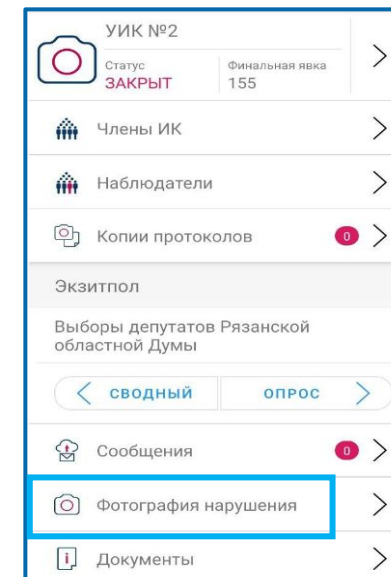 УИК №2
Статус
ЗАКРЫТ
Финальная явка
155
Члены ИК
Наблюдатели
Копии протоколов 0
Экзитпол
Выборы депутатов Рязанской
областной Думы
СВОДНЫЙ ОПРОС
Сообщения 0
Фотография нарушения
Документы